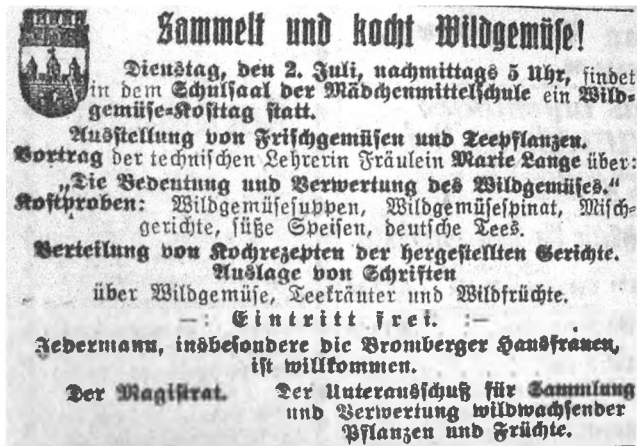 Sammelt und kocht Wildgemüse!
Dienstag, den 2. Juli, nachmittags 5 Uhr, findet
in dem Schulsaal der Mädchenmittelschule ein Wild-
gemüse-Kosttag statt.
Ausstellung von Frischgemüsen und Teepflanzen.
Vortrag der technischen Lehrerin Fräulein Marie Lange über:
„Die Bedeutung und Verwertung des Wildgemüses.“
Kostproben: Wildgemüsesuppen, Wildgemüsespinat, Misch-
gerichte, süße Speisen, deutsche Tees.
Verteilung von Kochrezepten der hergestellten Gerichte.
Auslage von Schriften
über Wildgemüse, Teekräuter und Wildfrüchte.
—: Eintritt frei. :—
Jedermann, insbesondere die Bromberger Hausfrauen,
ist willkommen.
Der Magistrat. Der Unterausschuß für Sammlung
und Verwertung wildwachsender
Pflanzen und Früchte.